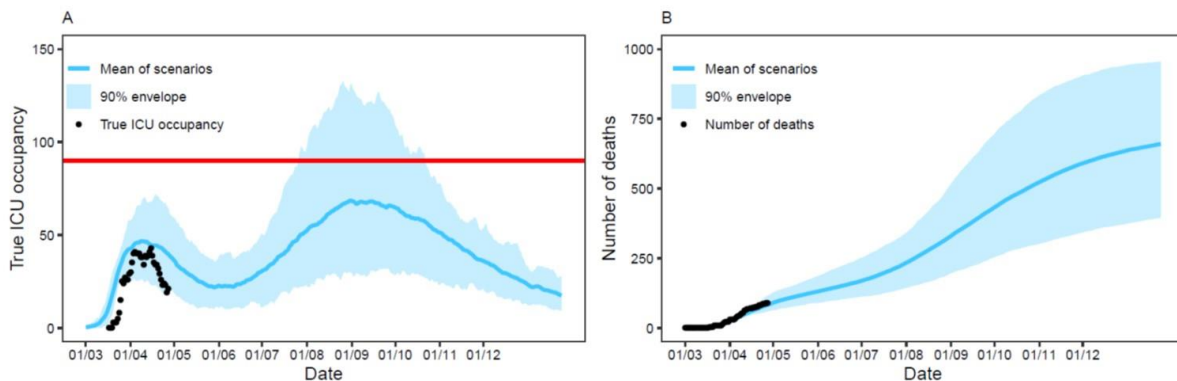 A
True ICU occupancy
150
100
50
0
Mean of scenarios
90% envelope
True ICU occupancy
01/03 01/04 01/05 01/06 01/07 01/08 01/09 01/10 01/11 01/12
Date
B
Number of deaths
1000
750
500
250
0
Mean of scenarios
90% envelope
Number of deaths
01/03 01/04 01/05 01/06 01/07 01/08 01/09 01/10 01/11 01/12
Date